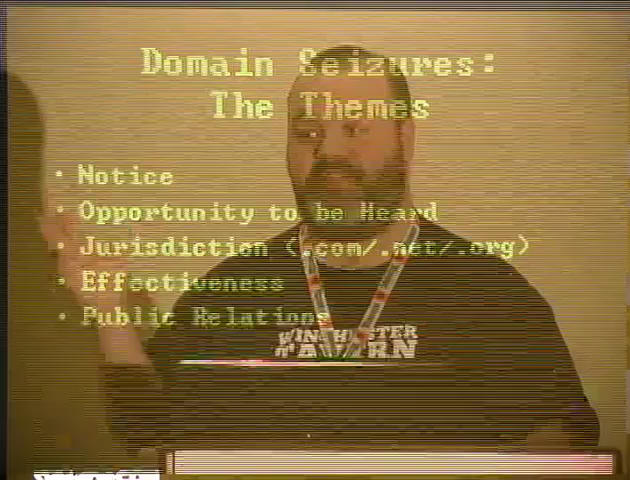 Domain Seizures:
The Themes
· Notice
· Opportunity to be Heard
· Jurisdiction (.com/.net/.org)
· Effectiveness
· Public Relations
WINCHESTER
TAVERN